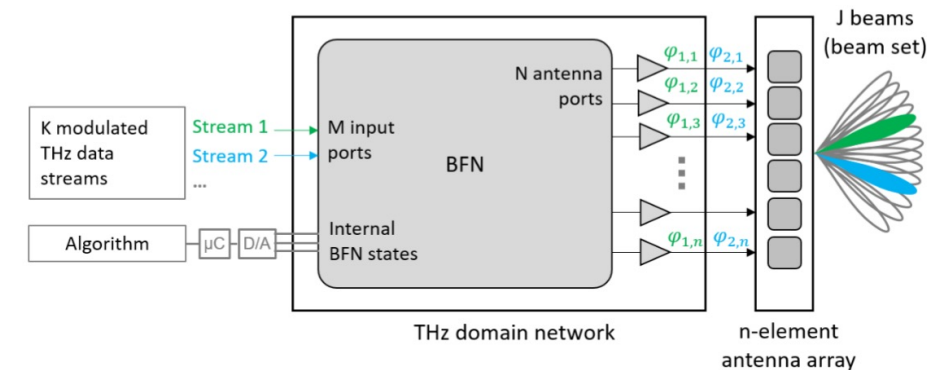 J beams
(beam set)
N antenna
ports
φ1,1 φ2,1
φ1,2 φ2,2
φ1,3 φ2,3
K modulated
THz data
streams
Stream 1
Stream 2
...
M input
ports
BFN
Algorithm
μC
D/A
Internal
BFN states
φ1,n φ2,n
THz domain network
n-element
antenna array